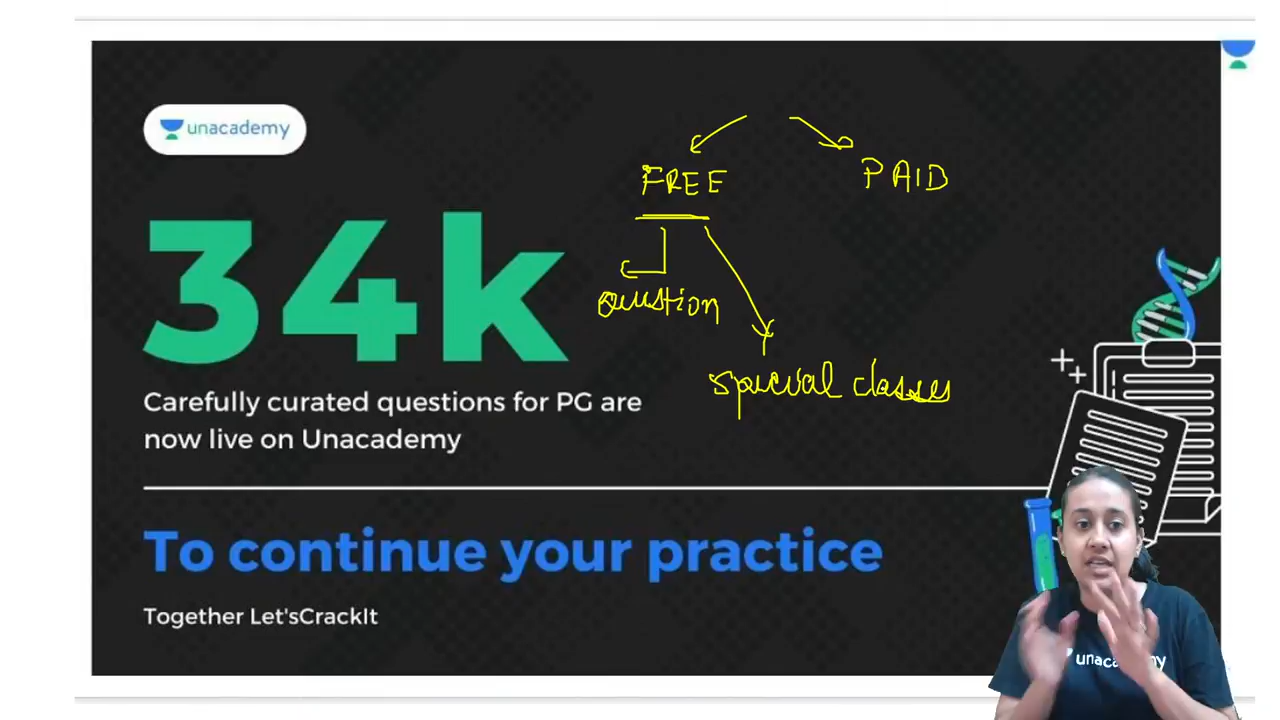 unacademy
FREE
PAID
34k
question
special classes
Carefully curated questions for PG are
now live on Unacademy
To continue your practice
Together Let'sCrackIt
unacademy